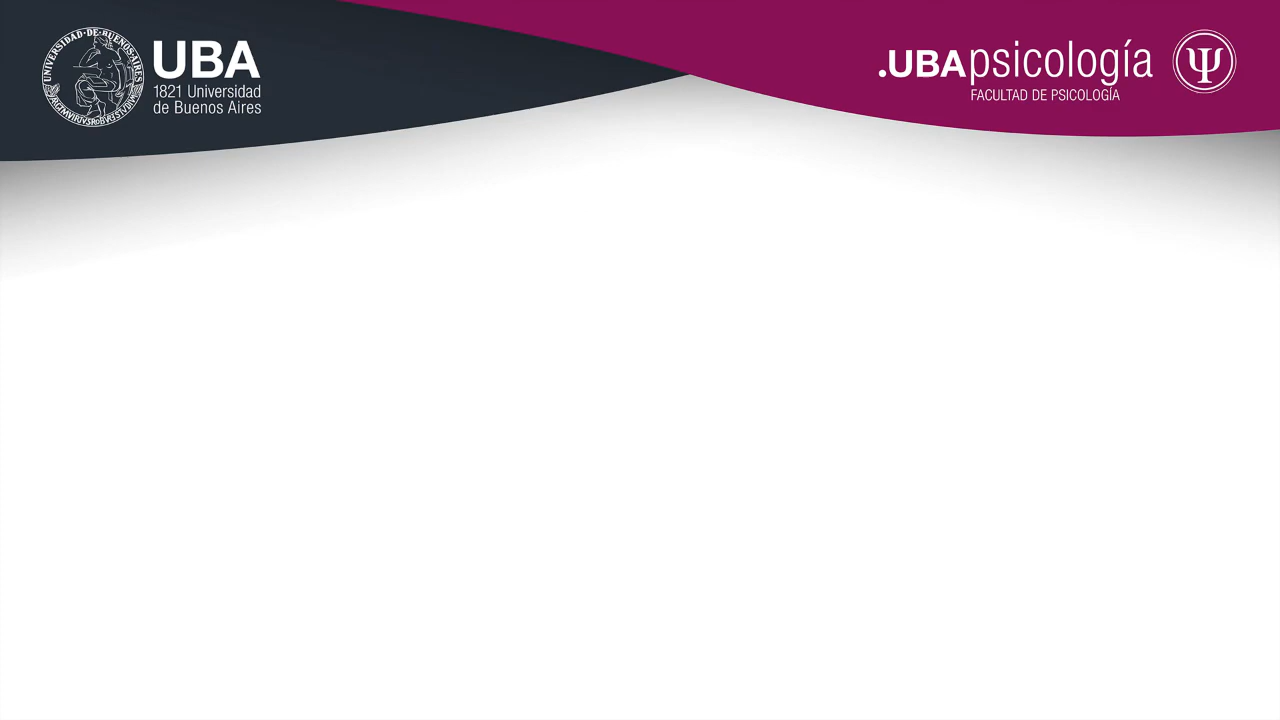 UNIVERSIDAD·DE·BUENOS·AIRES
UBA
1821 Universidad
de Buenos Aires
.UBApsicología
FACULTAD DE PSICOLOGÍA
Ψ